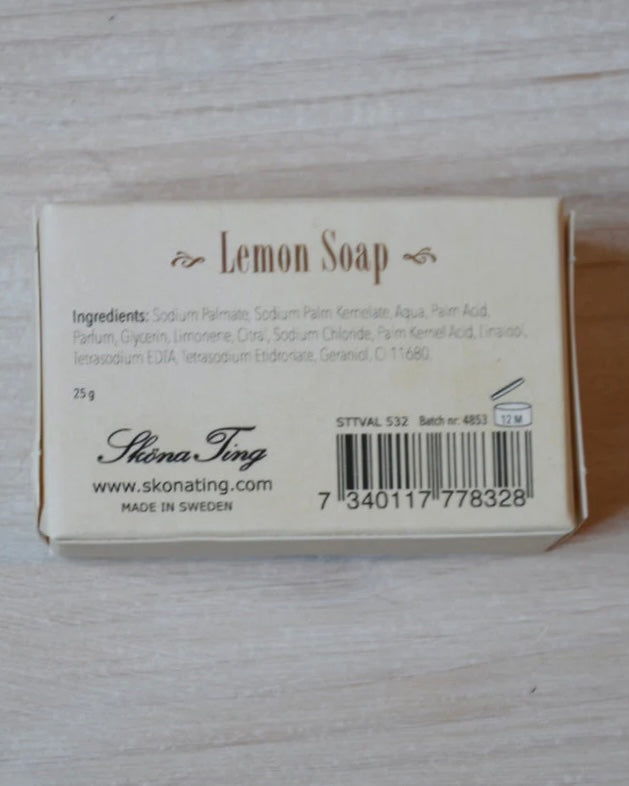 Lemon Soap
Ingredients: Sodium Palmate, Sodium Palm Kernelate, Aqua, Palm Acid,
Parfum, Glycerin, Limonene, Citral, Sodium Chloride, Palm Kernel Acid, Linalool,
Tetrasodium EDTA, Tetrasodium Etidronate, Geraniol, CI 11680.
25 g
Sköna Ting
www.skonating.com
MADE IN SWEDEN
STTVAL 532 Batch nr: 4853 12 M
7 340117 778328